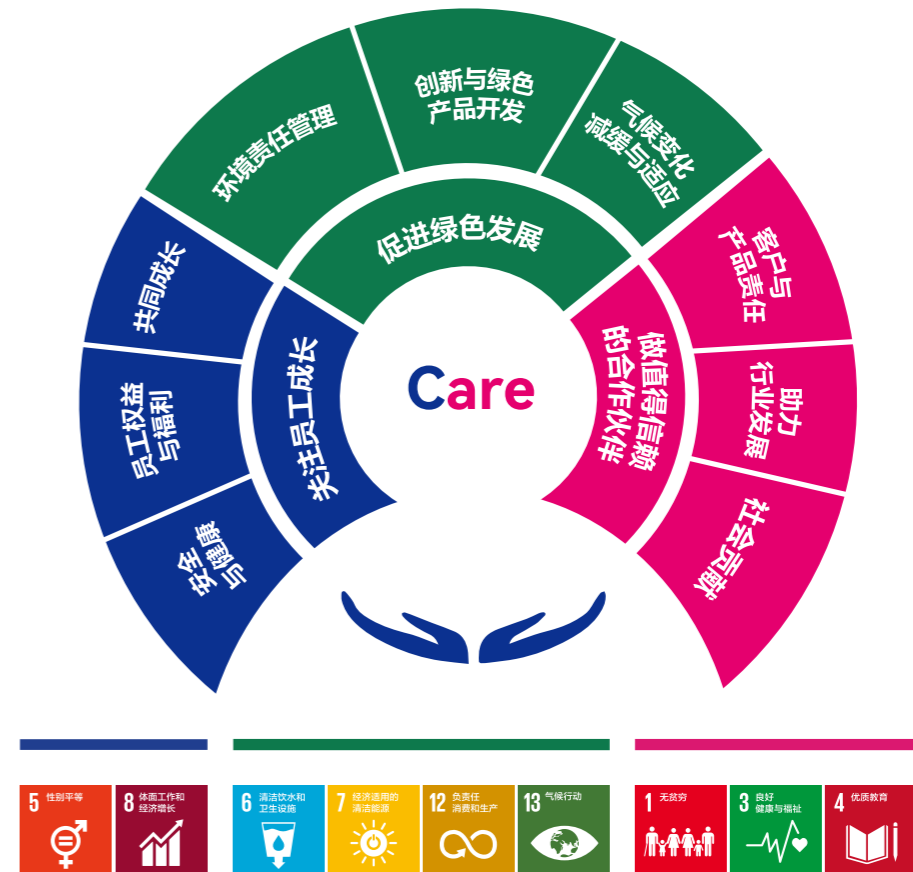 环境责任管理
创新与绿色
产品开发
气候变化
减缓与适应
共同成长
员工权益
与福利
安全
与健康
促进绿色发展
关注员工成长
做值得信赖
的合作伙伴
Care
客户与
产品责任
助力
行业发展
社会贡献
5 性别平等
8 体面工作和
经济增长
6 清洁饮水和
卫生设施
7 经济适用的
清洁能源
12 负责任
消费和生产
13 气候行动
1 无贫穷
3 良好
健康与福祉
4 优质教育